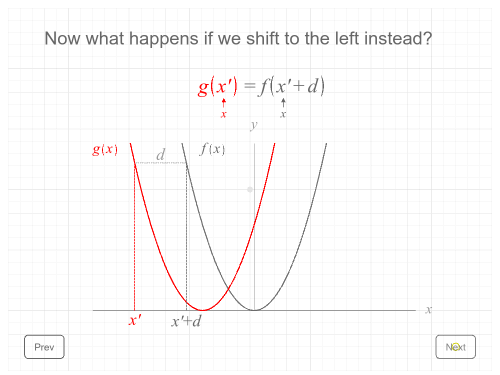 Now what happens if we shift to the left instead?
g(x′) = f(x′+d)
x x
y
g(x) d f(x)
x
x′ x′+d
Prev Next